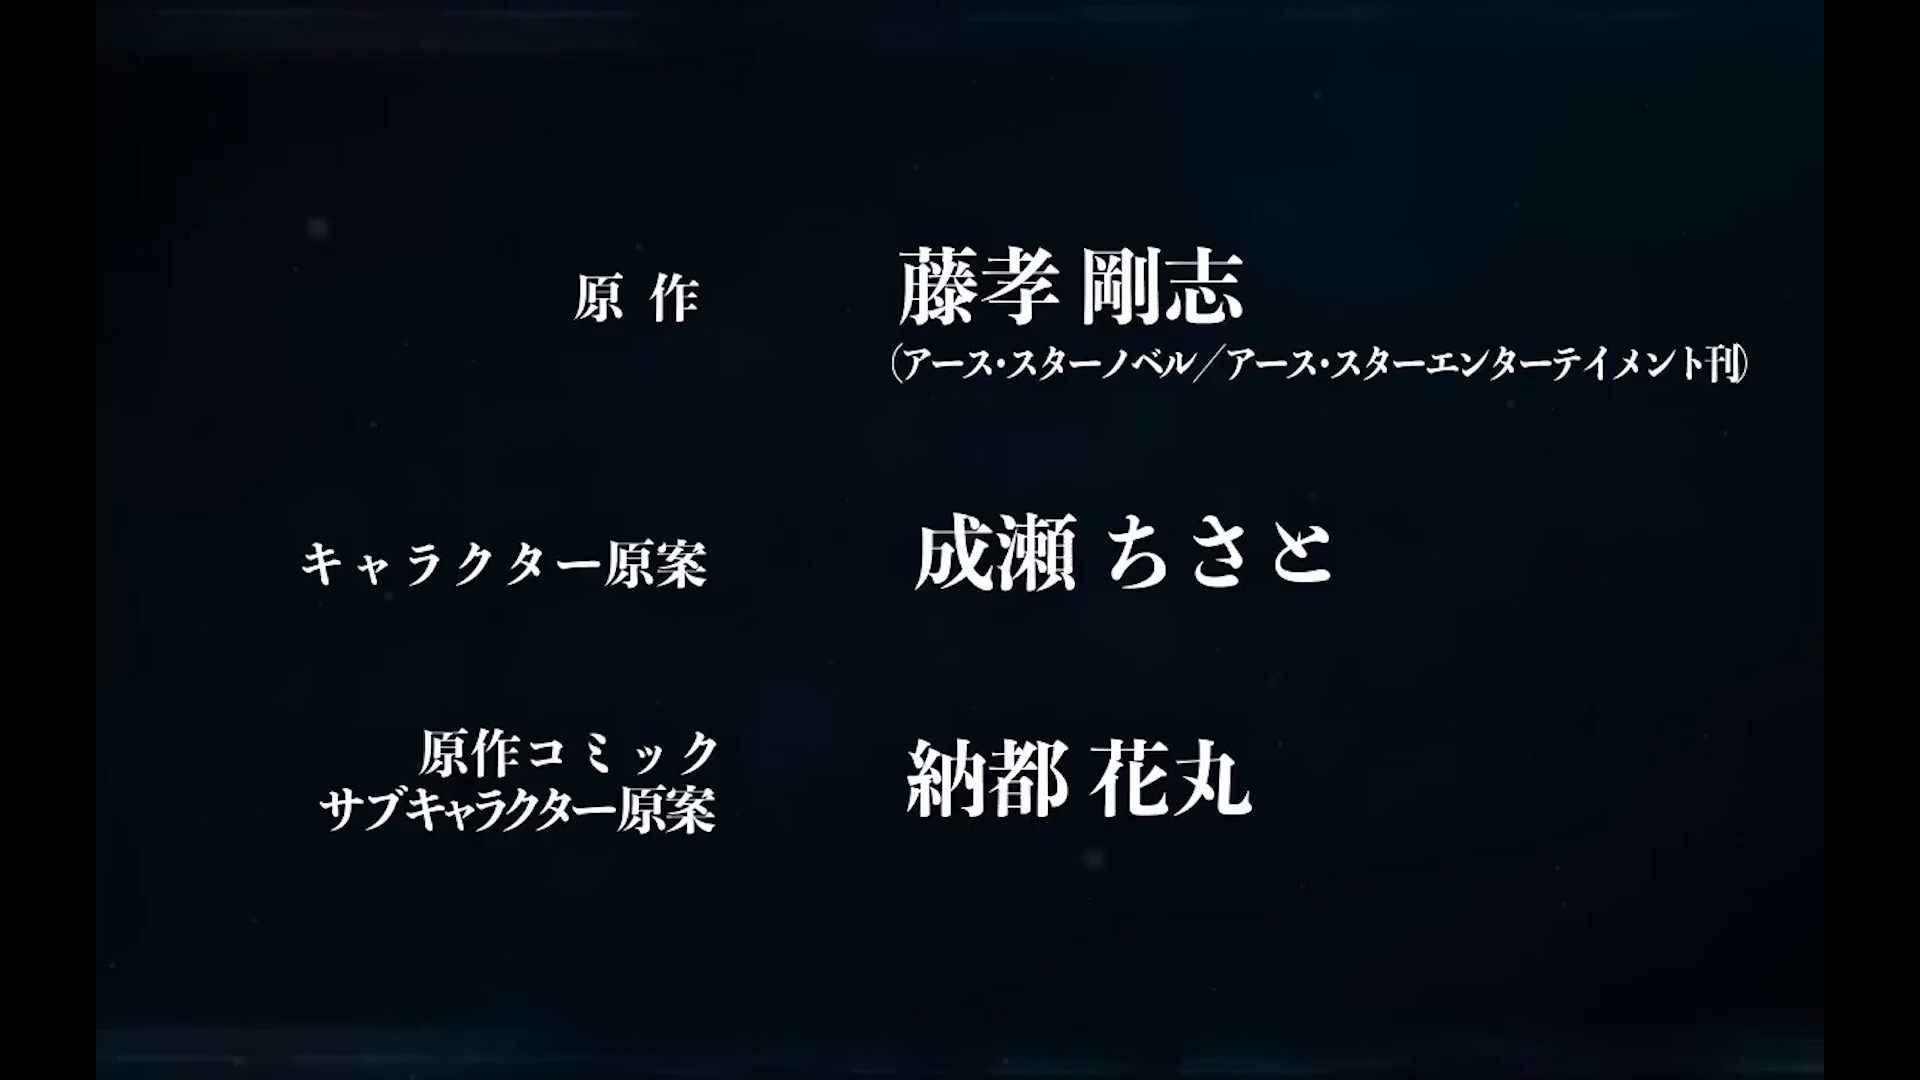 原作
藤孝 剛志
(アース・スターノベル／アース・スターエンターテイメント刊)
キャラクター原案
成瀬 ちさと
原作コミック
サブキャラクター原案
納都 花丸